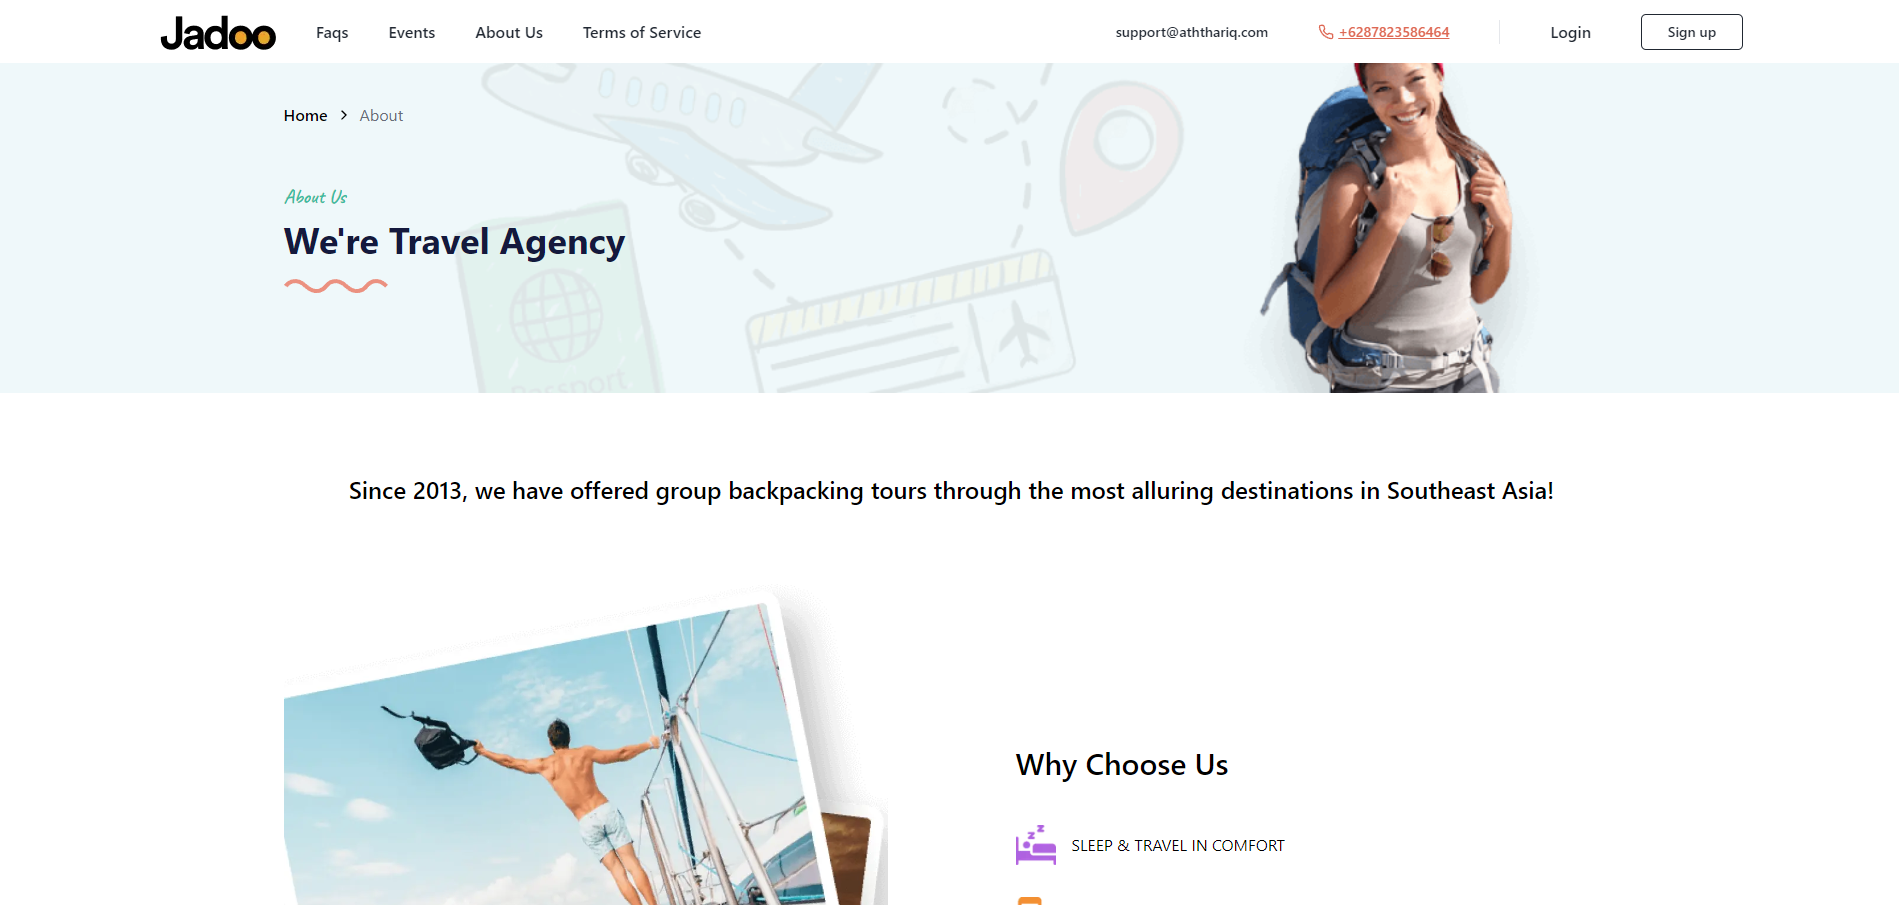 Jadoo
Faqs
Events
About Us
Terms of Service
support@aththariq.com
+6287823586464
Login
Sign up
Home > About
About Us
We're Travel Agency
Passport
Since 2013, we have offered group backpacking tours through the most alluring destinations in Southeast Asia!
Why Choose Us
SLEEP & TRAVEL IN COMFORT